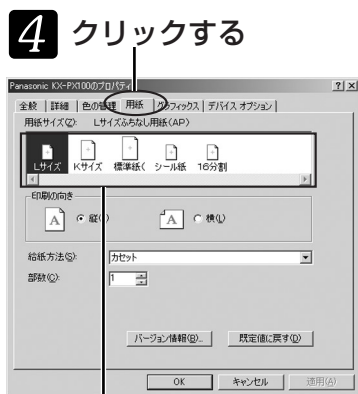 4 クリックする
Panasonic KX-PX100のプロパティ ? ×
全般 詳細 色の管理 用紙 グラフィックス デバイス オプション
用紙サイズ(Z): Lサイズふちなし用紙(AP)
Lサイズ Kサイズ 標準紙( シール紙 16分割
印刷の向き
A 縦( A 横(L)
給紙方法(S): カセット
部数(C): 1
バージョン情報(B)... 既定値に戻す(D)
OK キャンセル 適用(A)